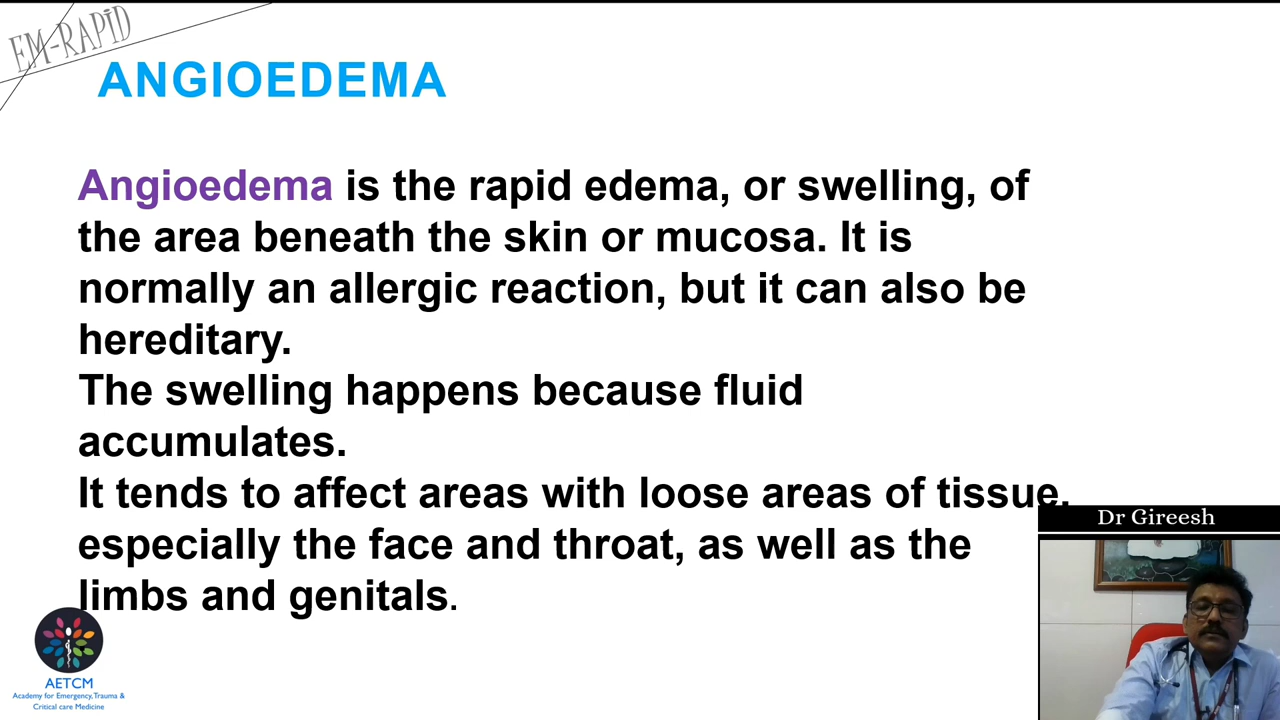 EM-RAPID
ANGIOEDEMA
Angioedema is the rapid edema, or swelling, of
the area beneath the skin or mucosa. It is
normally an allergic reaction, but it can also be
hereditary.
The swelling happens because fluid
accumulates.
It tends to affect areas with loose areas of tissue,
especially the face and throat, as well as the
limbs and genitals.
Dr Gireesh
AETCM
Academy for Emergency, Trauma &
Critical care Medicine